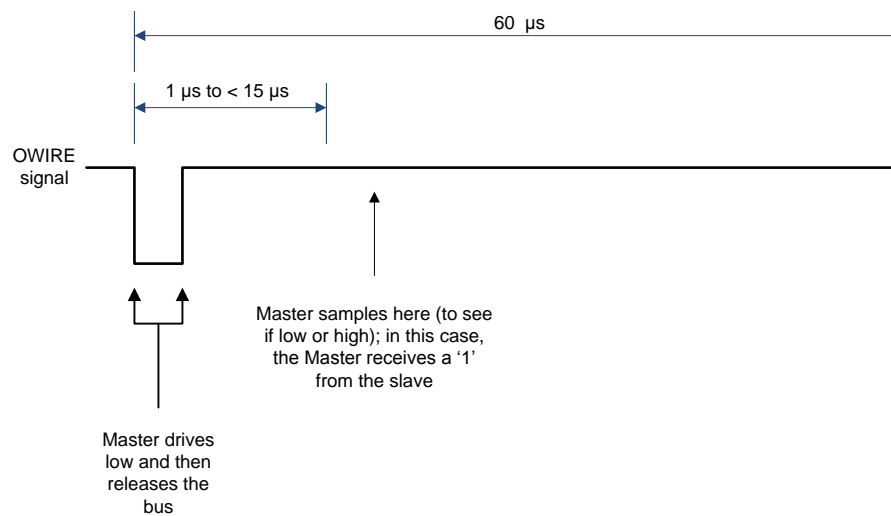 60 µs
1 µs to < 15 µs
OWIRE
signal
Master samples here (to see
if low or high); in this case,
the Master receives a ‘1’
from the slave
Master drives
low and then
releases the
bus